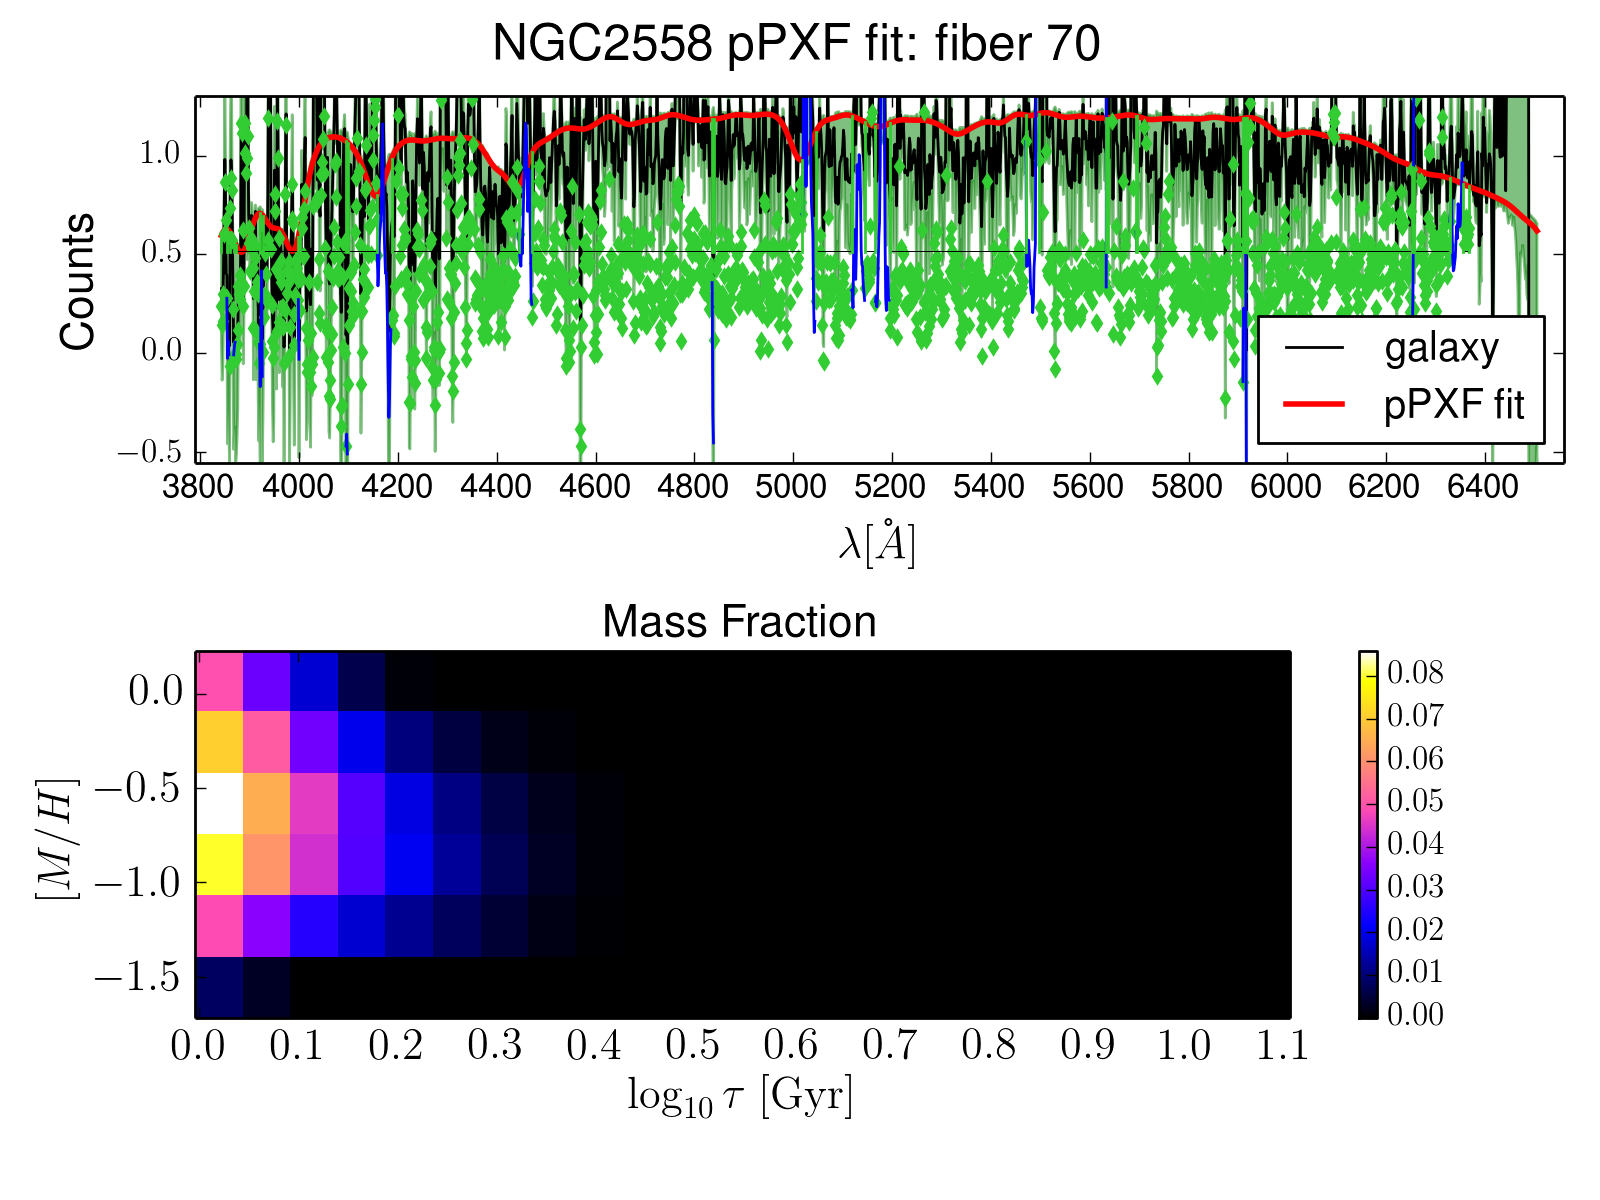 NGC2558 pPXF fit: fiber 70
Counts
1.0
0.5
0.0
−0.5
galaxy
pPXF fit
3800 4000 4200 4400 4600 4800 5000 5200 5400 5600 5800 6000 6200 6400
λ[Å]
Mass Fraction
[M/H]
0.0
−0.5
−1.0
−1.5
0.0 0.1 0.2 0.3 0.4 0.5 0.6 0.7 0.8 0.9 1.0 1.1
log₁₀ τ [Gyr]
0.08
0.07
0.06
0.05
0.04
0.03
0.02
0.01
0.00